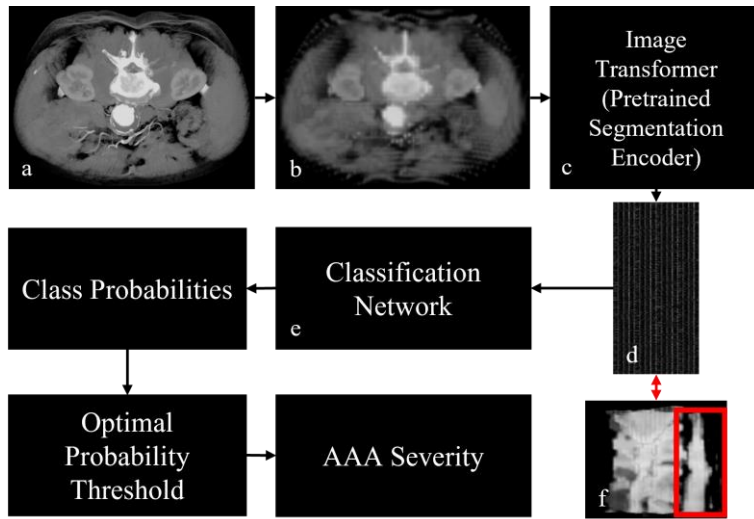 a
b
Image
Transformer
(Pretrained
Segmentation
Encoder)
c
d
Classification
Network
e
Class Probabilities
Optimal
Probability
Threshold
AAA Severity
f